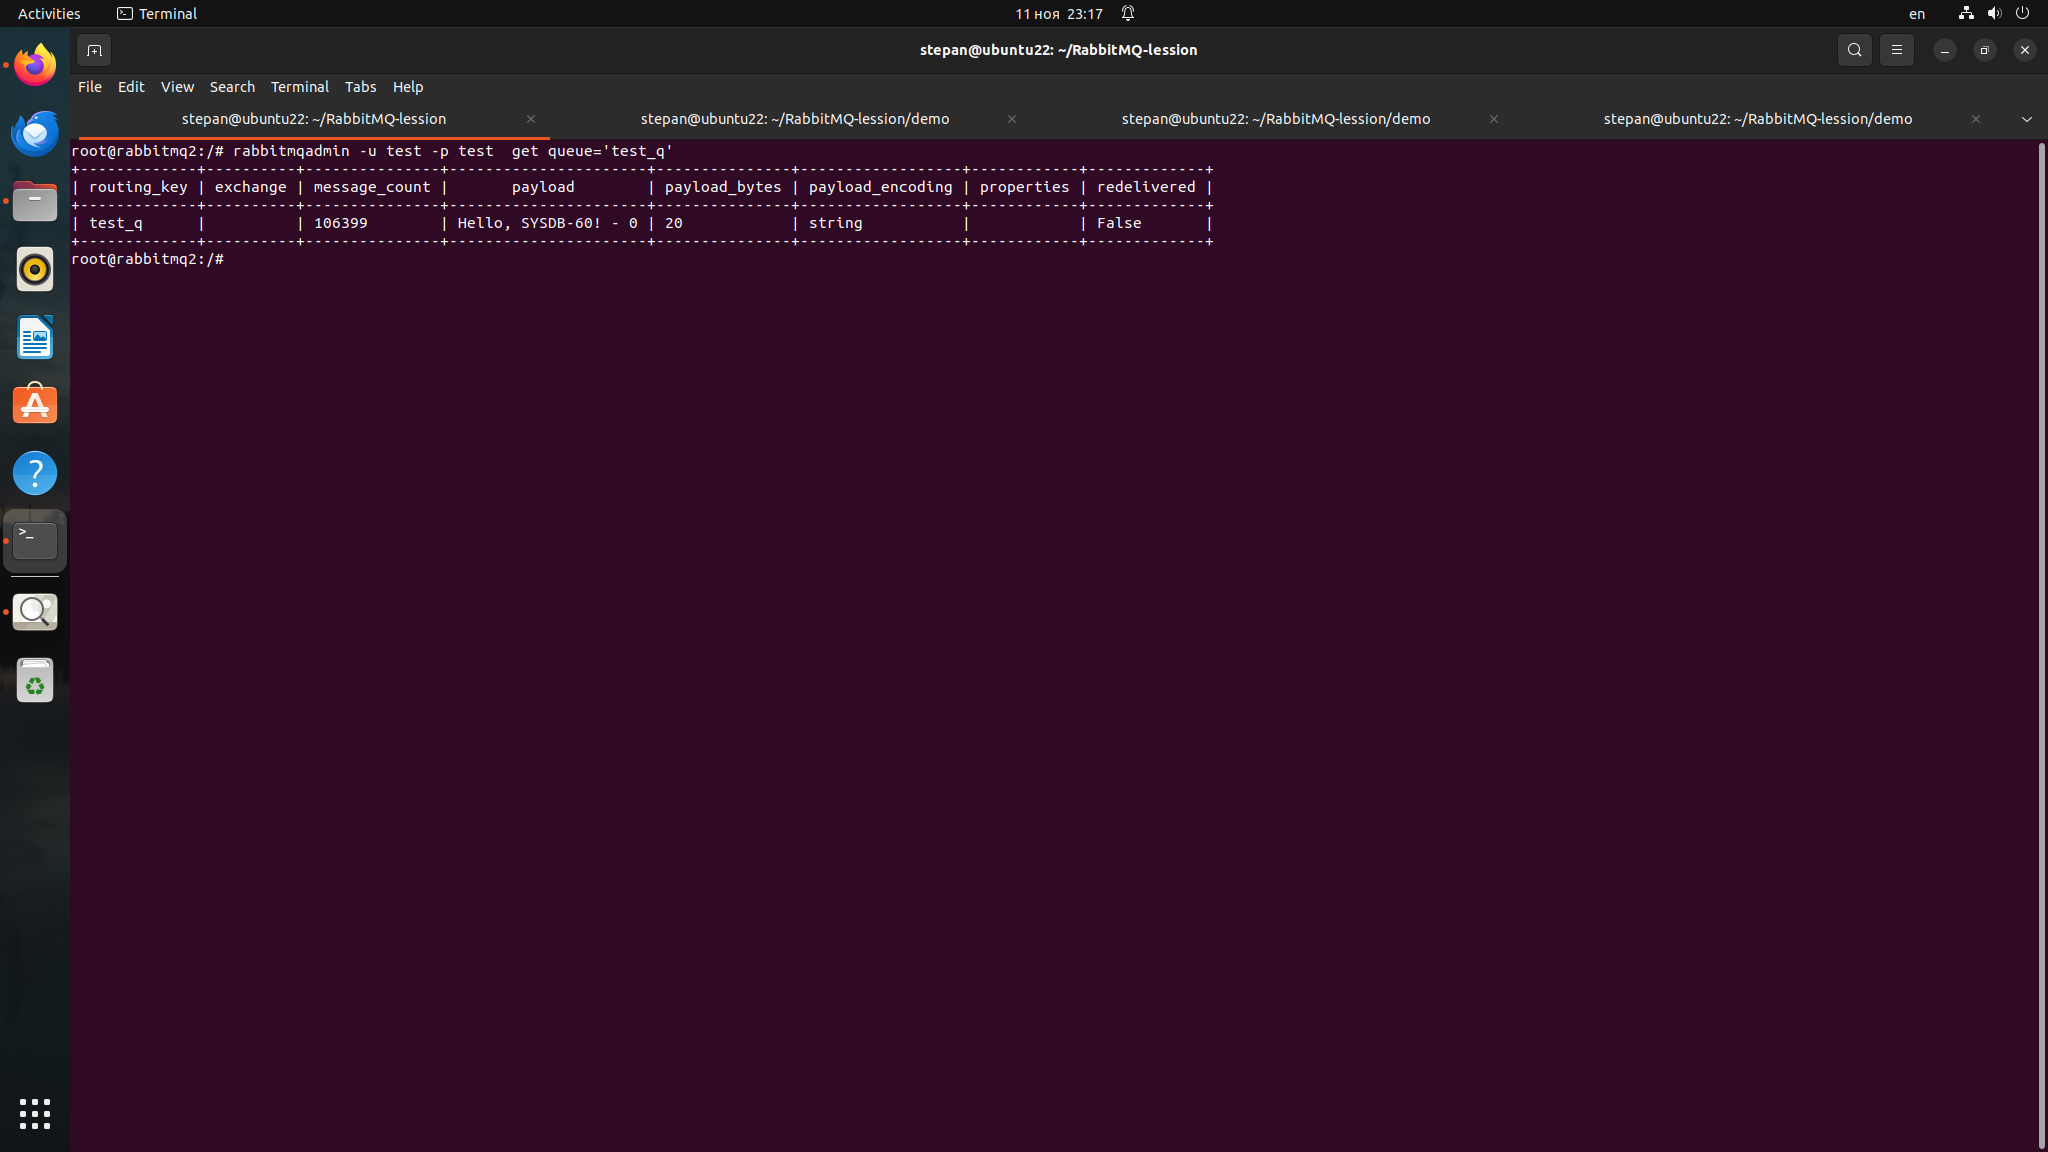 Activities Terminal 11 ноя 23:17 en
stepan@ubuntu22: ~/RabbitMQ-lession
File Edit View Search Terminal Tabs Help
stepan@ubuntu22: ~/RabbitMQ-lession stepan@ubuntu22: ~/RabbitMQ-lession/demo stepan@ubuntu22: ~/RabbitMQ-lession/demo stepan@ubuntu22: ~/RabbitMQ-lession/demo
root@rabbitmq2:/# rabbitmqadmin -u test -p test  get queue='test_q'
+-------------+----------+---------------+----------------------+---------------+------------------+------------+-------------+
| routing_key | exchange | message_count |       payload        | payload_bytes | payload_encoding | properties | redelivered |
+-------------+----------+---------------+----------------------+---------------+------------------+------------+-------------+
| test_q      |          | 106399        | Hello, SYSDB-60! - 0 | 20            | string           |            | False       |
+-------------+----------+---------------+----------------------+---------------+------------------+------------+-------------+
root@rabbitmq2:/#